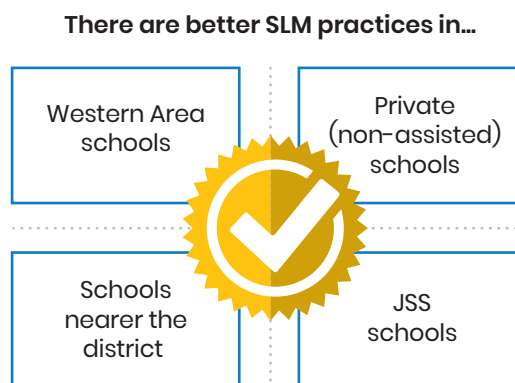 There are better SLM practices in...
Western Area
schools
Private
(non-assisted)
schools
Schools
nearer the
district
JSS
schools